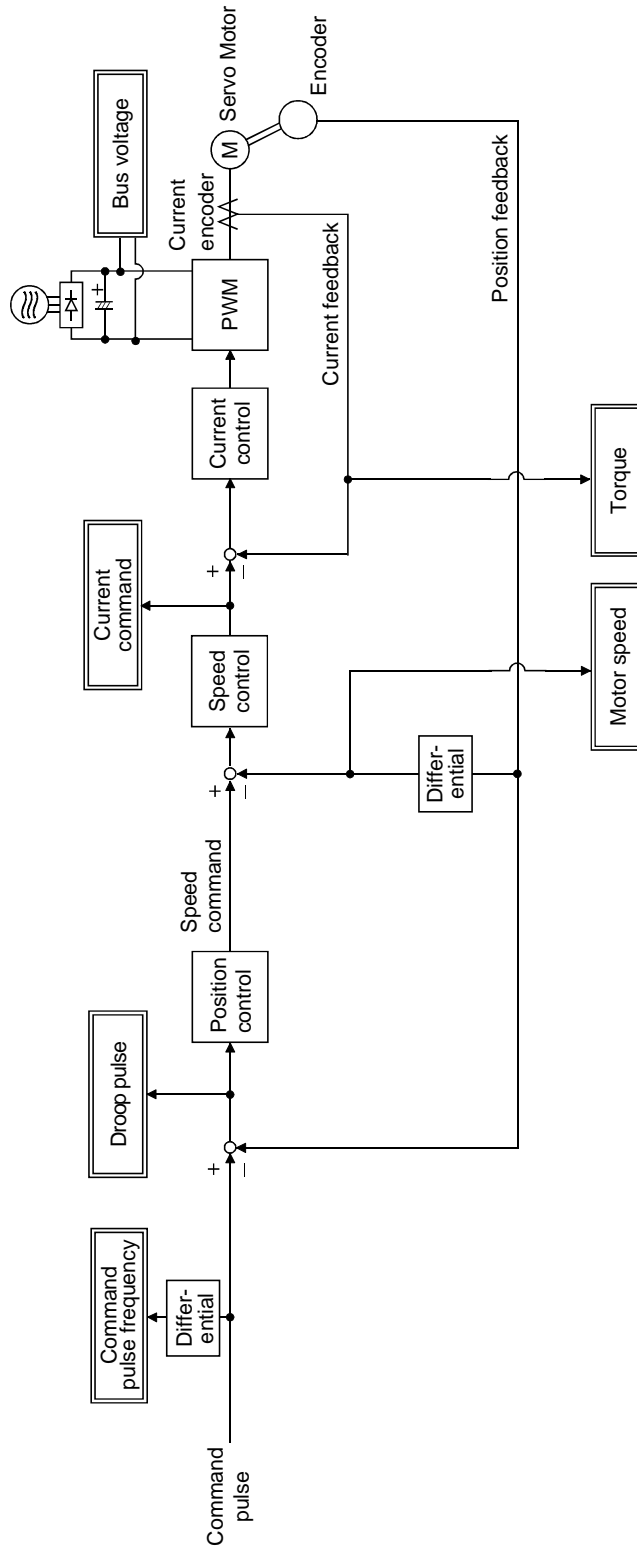 Command
pulse
Command
pulse frequency
Differ-
ential
+
−
Droop pulse
Position
control
Speed
command
+
−
Speed
control
Differ-
ential
Motor speed
Current
command
+
−
Current
control
Current feedback
Torque
PWM
+
Bus voltage
Current
encoder
M
Servo Motor
Encoder
Position feedback